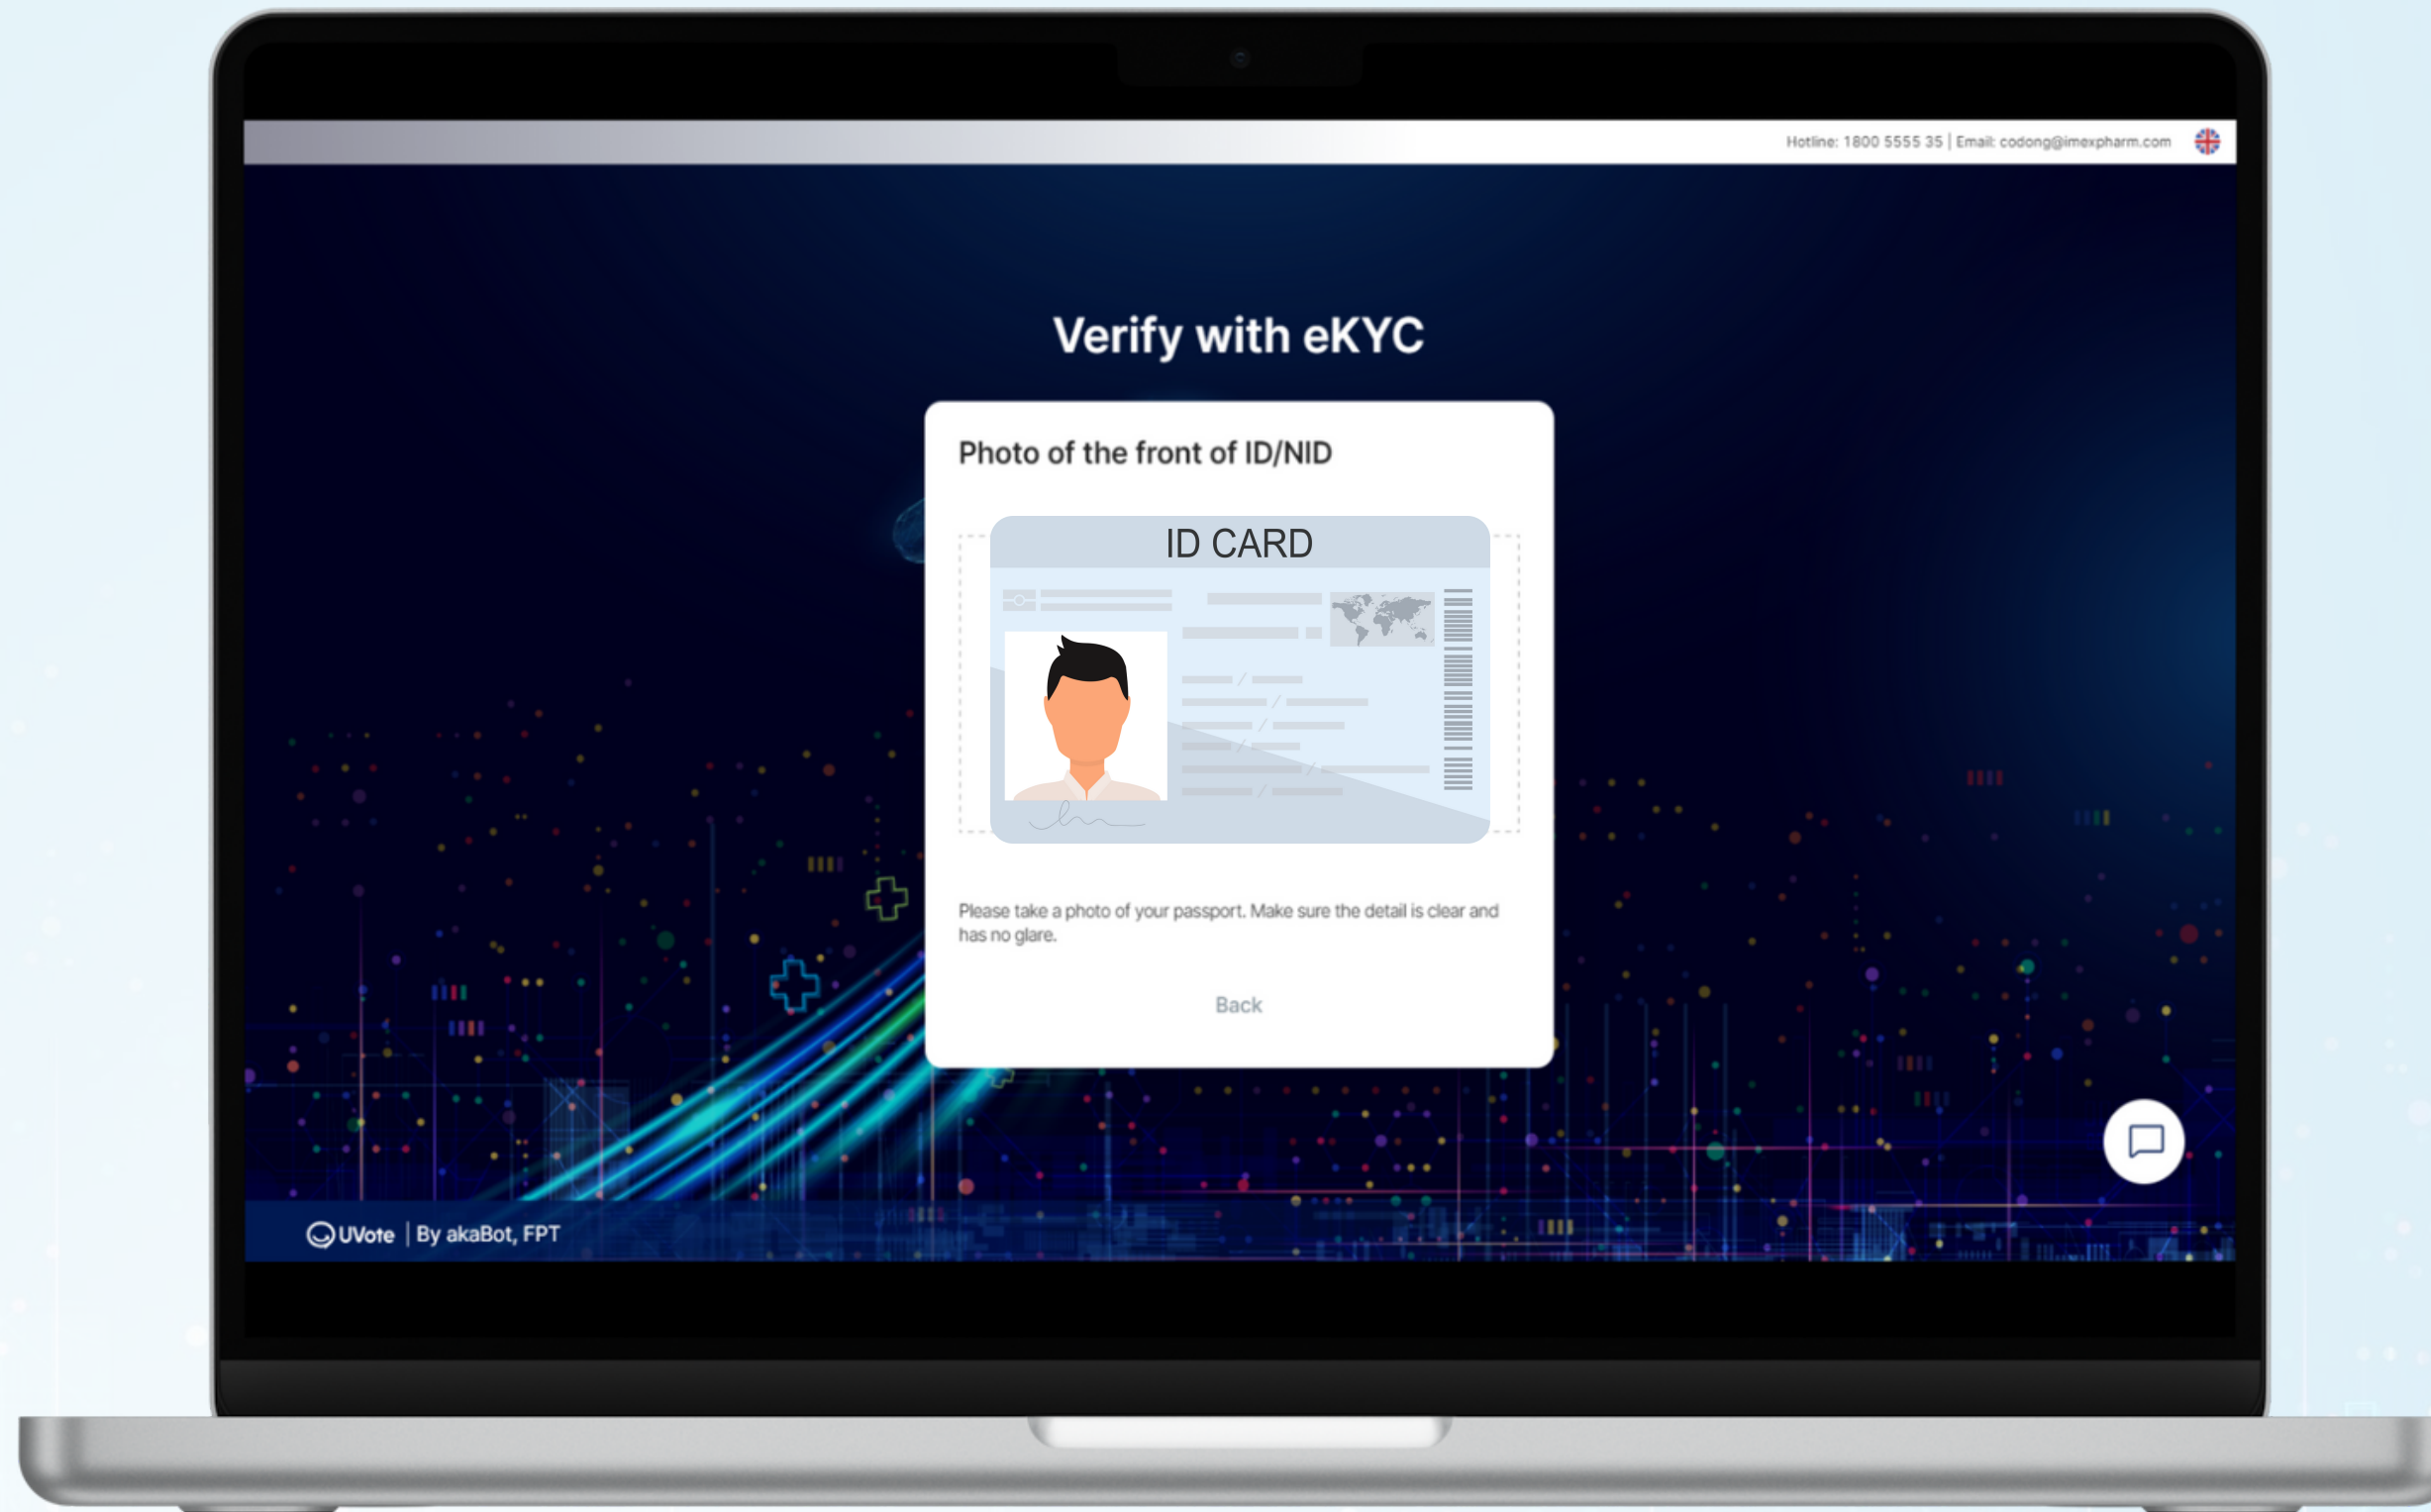 Hotline: 1800 5555 35 | Email: codong@imexpharm.com
Verify with eKYC
Photo of the front of ID/NID
ID CARD
Please take a photo of your passport. Make sure the detail is clear and
has no glare.
Back
UVote | By akaBot, FPT